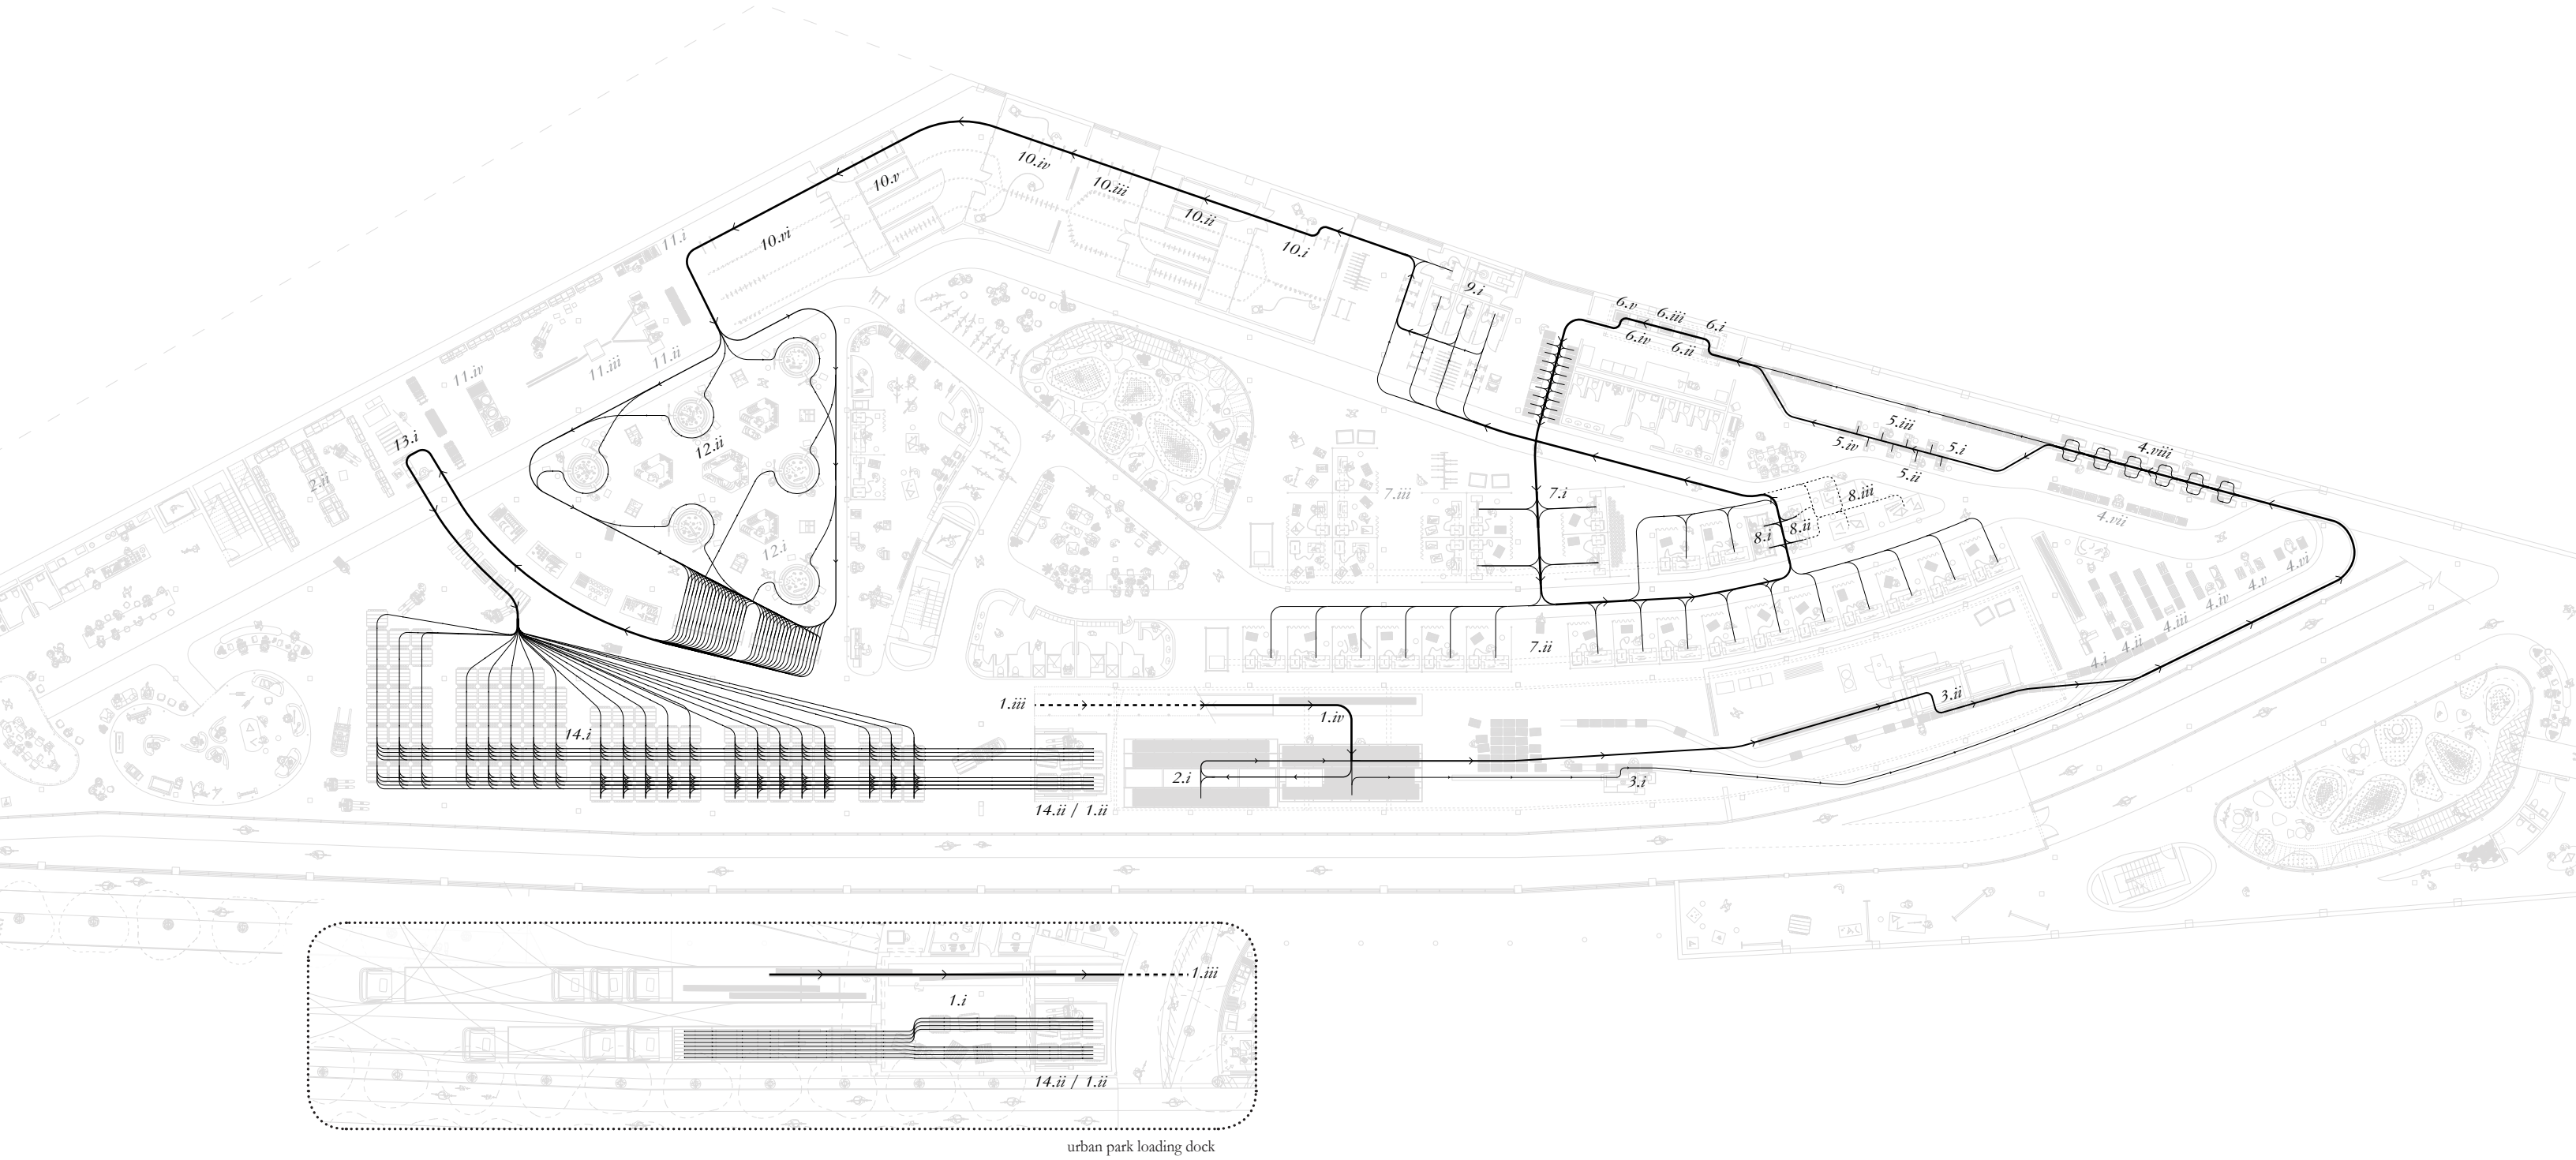 10.iv
10.iii
10.v
10.ii
10.i
11.i
10.vi
9.i
6.v
6.iii
6.i
6.iv
6.ii
11.ii
11.iii
11.iv
13.i
12.ii
5.iii
5.iv
5.i
5.ii
4.viii
2.ii
7.iii
7.i
8.iii
8.ii
8.i
4.vii
12.i
4.vi
4.v
4.iv
4.iii
4.ii
4.i
7.ii
3.ii
1.iii
1.iv
14.i
2.i
3.i
14.ii / 1.ii
1.iii
1.i
14.ii / 1.ii
urban park loading dock